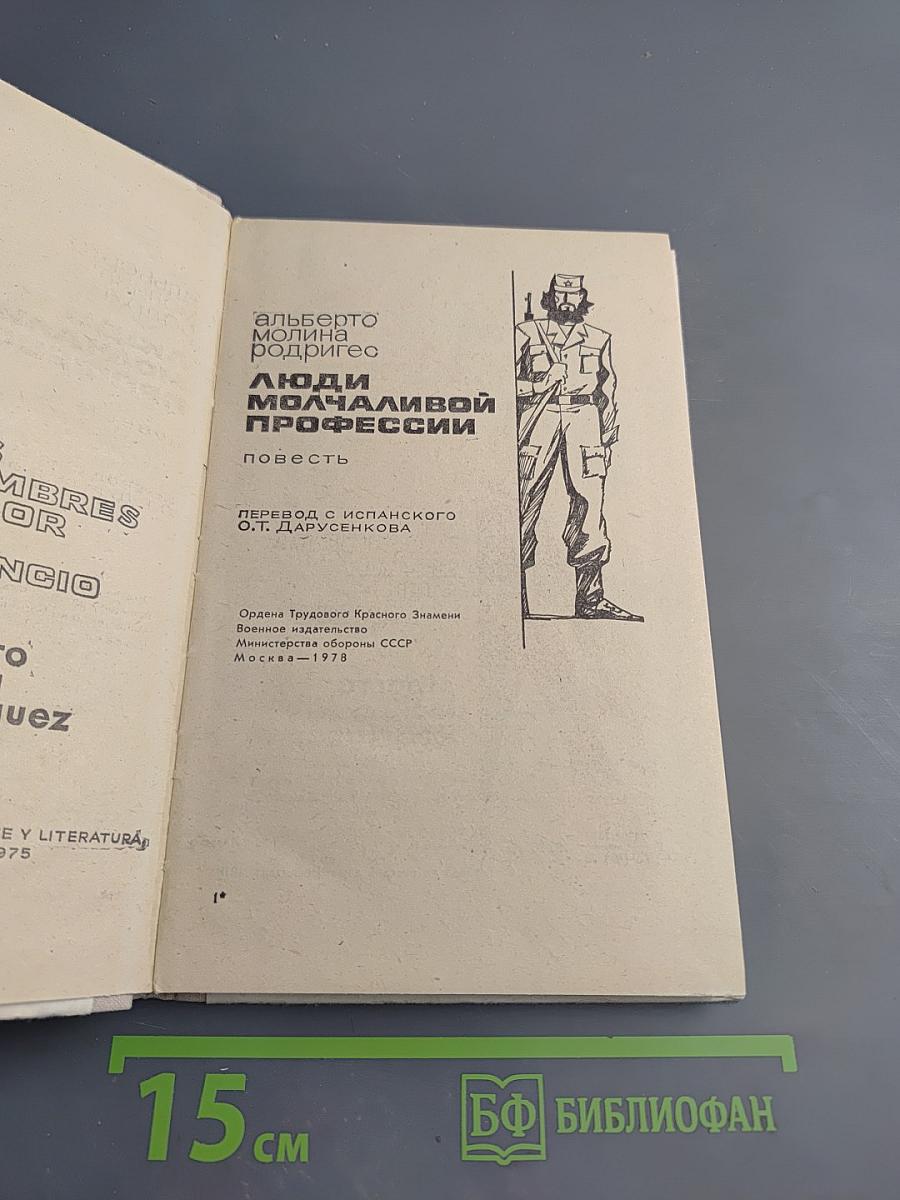 MBRES
OR
NCIO
uez
E Y LITERATURA,
975
альберто
молина
родригес
ЛЮДИ
МОЛЧАЛИВОЙ
ПРОФЕССИИ
повесть
ПЕРЕВОД С ИСПАНСКОГО
О.Т. ДАРУСЕНКОВА
Ордена Трудового Красного Знамени
Военное издательство
Министерства обороны СССР
Москва—1978
1*
15 см
БФ БИБЛИОФАН